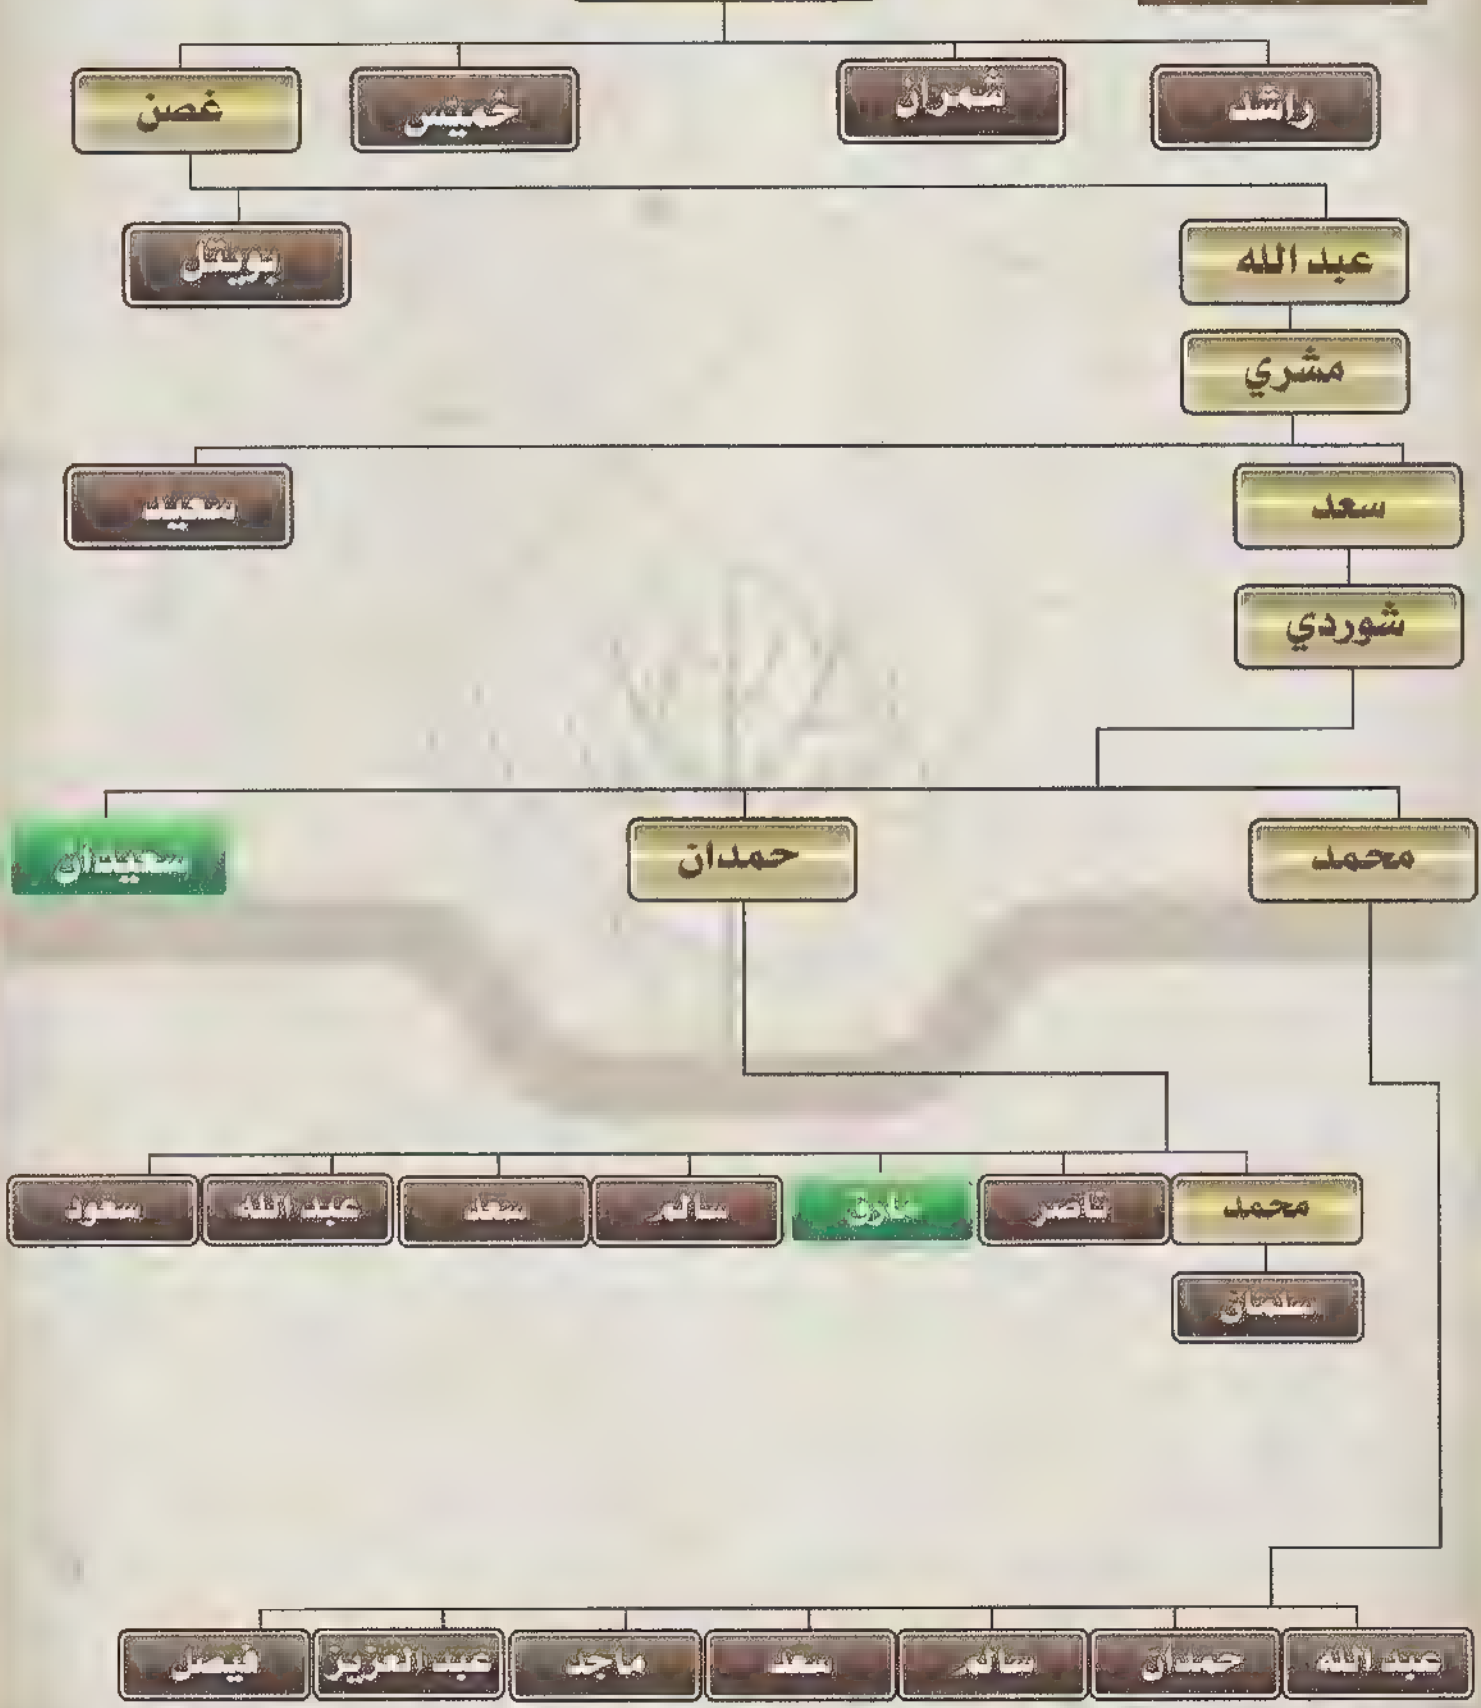 راشد شمران خميس غصن
عبد الله بويتل
مشري
سعد سعيد
شوردي
محمد حمدان سعيدان
محمد ناصر سالم سعد عبد الله سعود
سلمان
عبد الله حمدان سالم سعد ماجد عبد العزيز فيصل